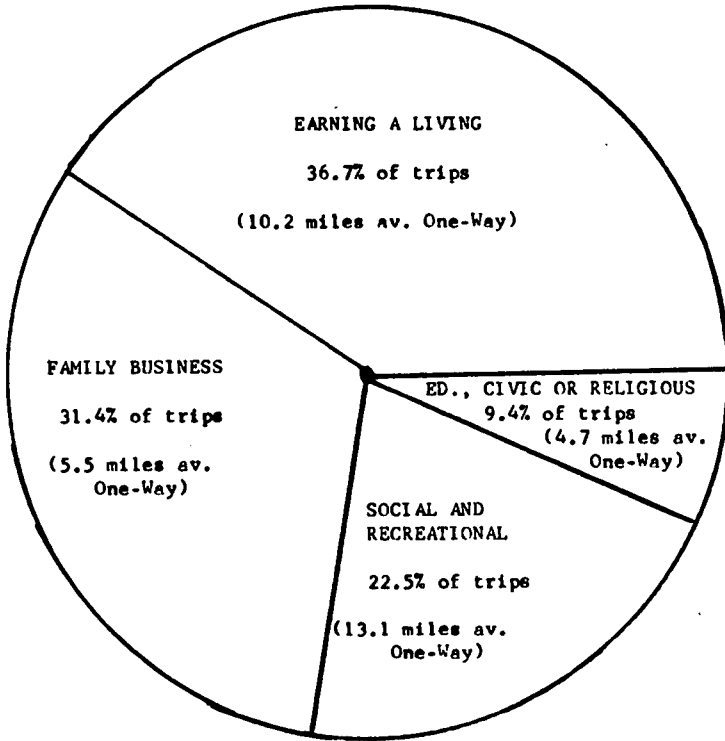 EARNING A LIVING
36.7% of trips
(10.2 miles av. One-Way)
FAMILY BUSINESS
31.4% of trips
(5.5 miles av.
One-Way)
ED., CIVIC OR RELIGIOUS
9.4% of trips
(4.7 miles av.
One-Way)
SOCIAL AND
RECREATIONAL
22.5% of trips
(13.1 miles av.
One-Way)